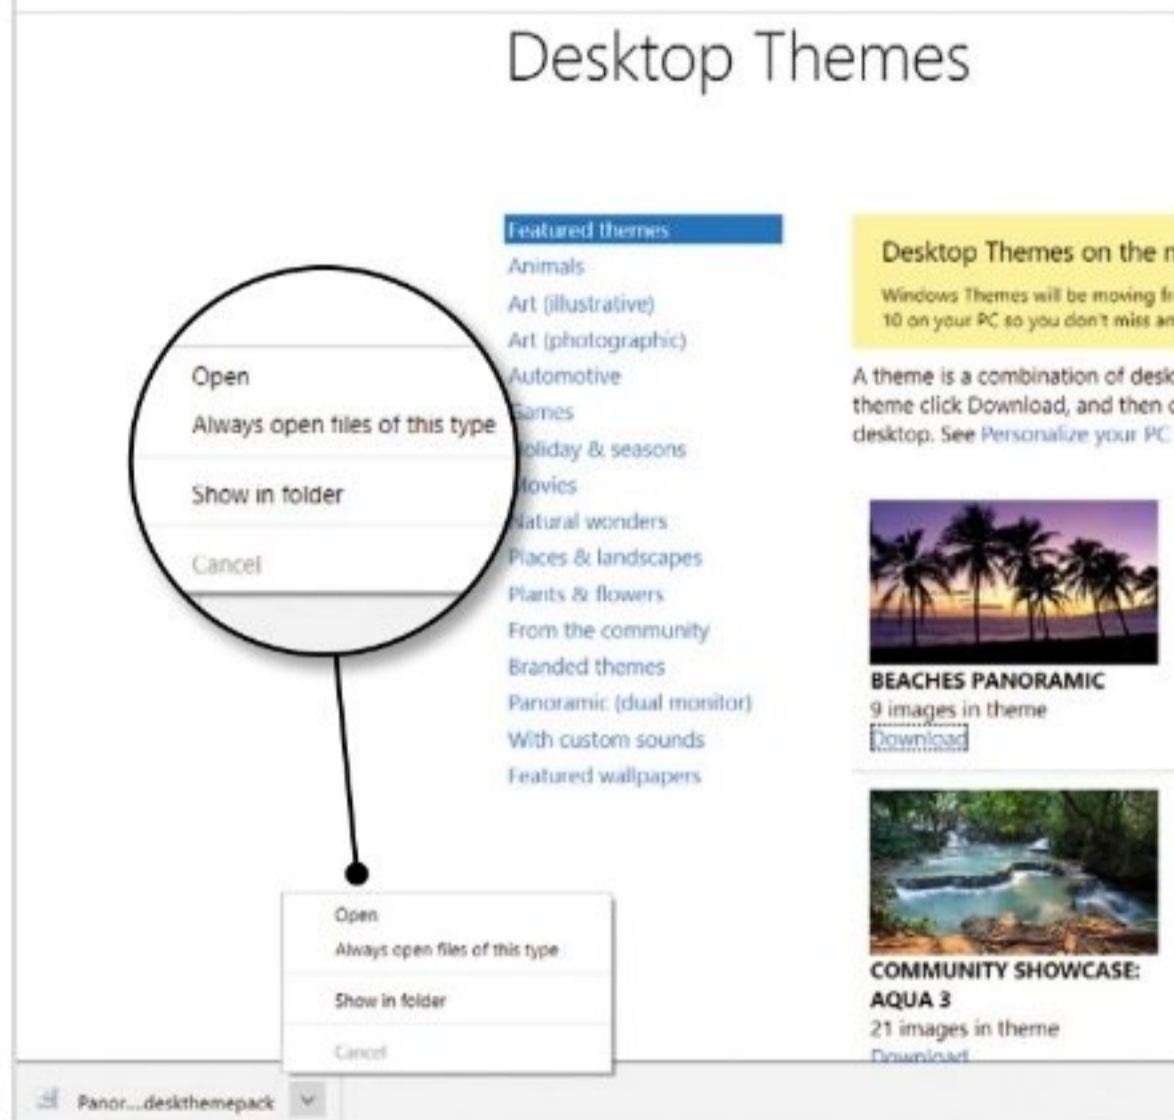 Desktop Themes
Featured themes
Animals
Art (illustrative)
Art (photographic)
Automotive
Games
Holiday & seasons
Movies
Natural wonders
Places & landscapes
Plants & flowers
From the community
Branded themes
Panoramic (dual monitor)
With custom sounds
Featured wallpapers
Desktop Themes on the
Windows Themes will be moving
10 on your PC so you don't miss
A theme is a combination of
theme click Download, and then
desktop. See Personalize your PC
BEACHES PANORAMIC
9 images in theme
Download
COMMUNITY SHOWCASE:
AQUA 3
21 images in theme
Download
Open
Always open files of this type
Show in folder
Cancel
Open
Always open files of this type
Show in folder
Cancel
Panor...deskthemepack